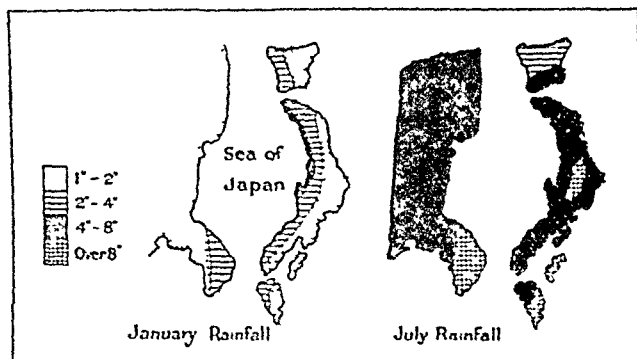 Sea of
Japan
1" - 2"
2" - 4"
4" - 8"
Over 8"
January Rainfall
July Rainfall